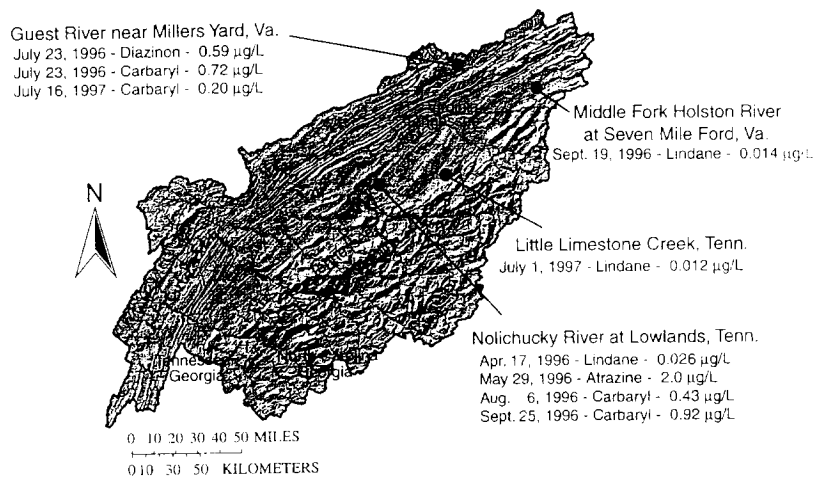 Guest River near Millers Yard, Va.
July 23, 1996 - Diazinon - 0.59 µg/L
July 23, 1996 - Carbaryl - 0.72 µg/L
July 16, 1997 - Carbaryl - 0.20 µg/L
Middle Fork Holston River
at Seven Mile Ford, Va.
Sept. 19, 1996 - Lindane - 0.014 µg/L
N
Little Limestone Creek, Tenn.
July 1, 1997 - Lindane - 0.012 µg/L
Nolichucky River at Lowlands, Tenn.
Apr. 17, 1996 - Lindane - 0.026 µg/L
May 29, 1996 - Atrazine - 2.0 µg/L
Aug. 6, 1996 - Carbaryl - 0.43 µg/L
Sept. 25, 1996 - Carbaryl - 0.92 µg/L
Tennessee
Georgia
North Carolina
Georgia
0 10 20 30 40 50 MILES
0 10 30 50 KILOMETERS